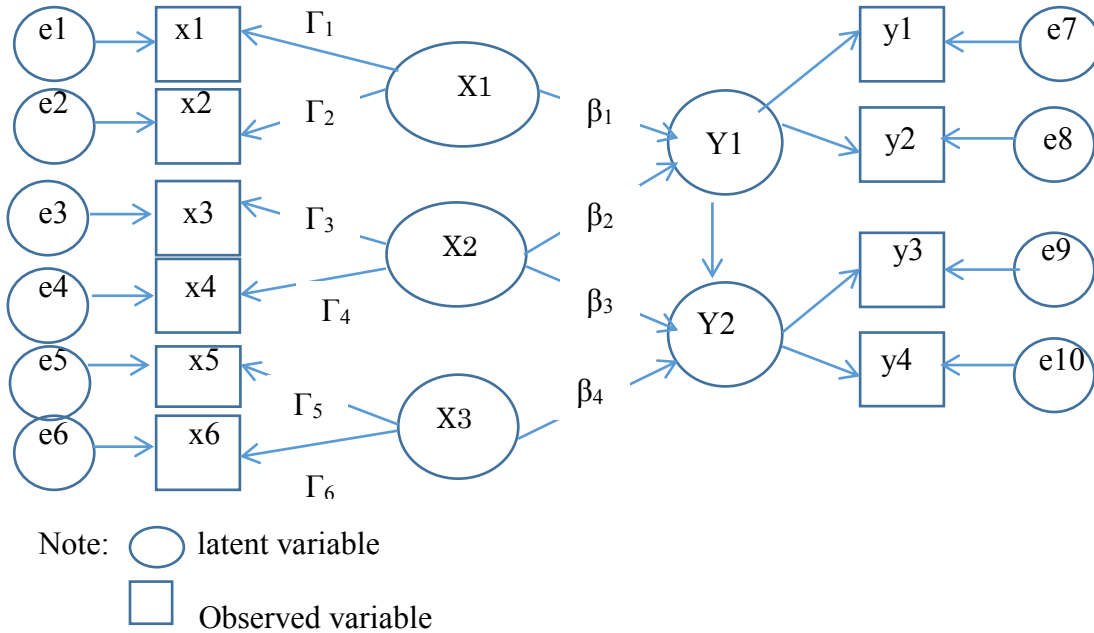 e1 x1 Γ1 X1 y1 e7
e2 x2 Γ2 β1 Y1 y2 e8
e3 x3 Γ3 X2 β2 y3 e9
e4 x4 Γ4 β3 Y2
e5 x5 Γ5 X3 β4 y4 e10
e6 x6 Γ6
Note: latent variable
Observed variable